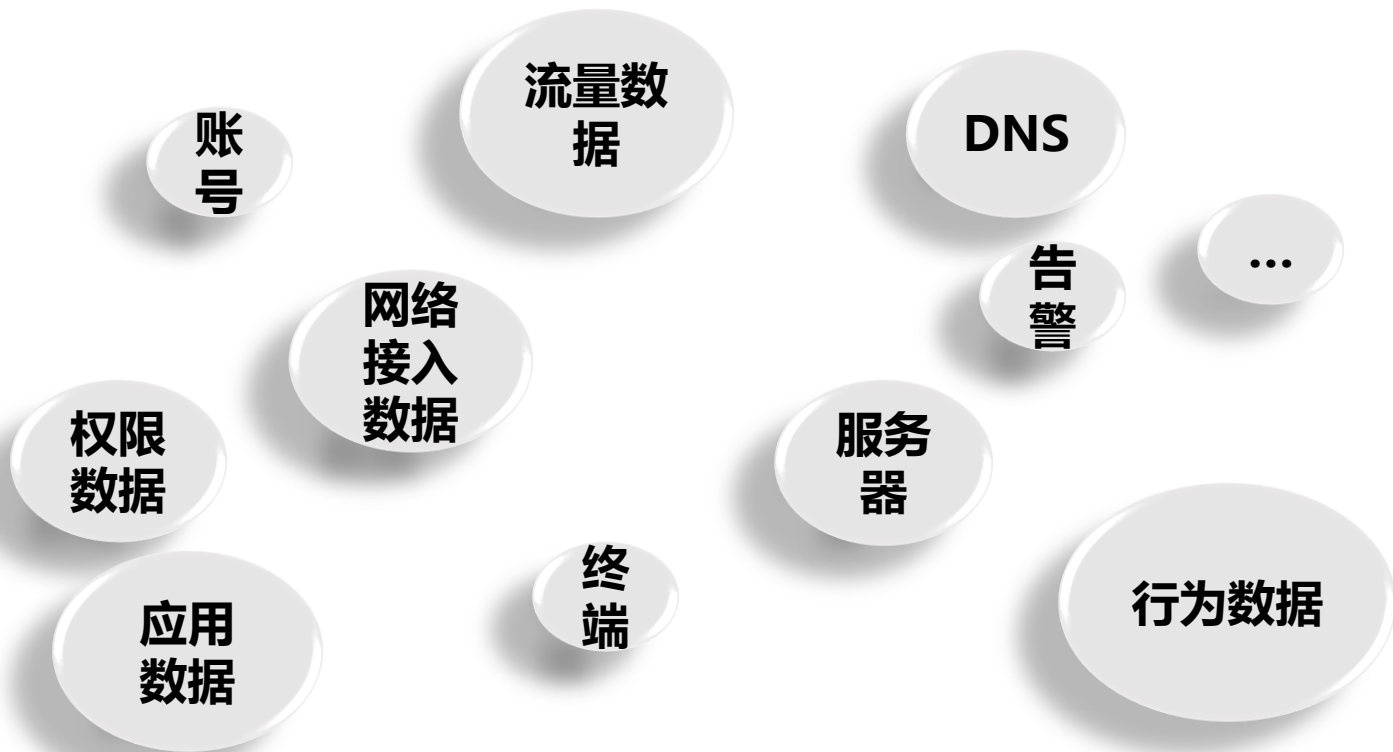 流量数
据
账
号
DNS
...
告
警
网络
接入
数据
权限
数据
服务
器
终
端
行为数据
应用
数据